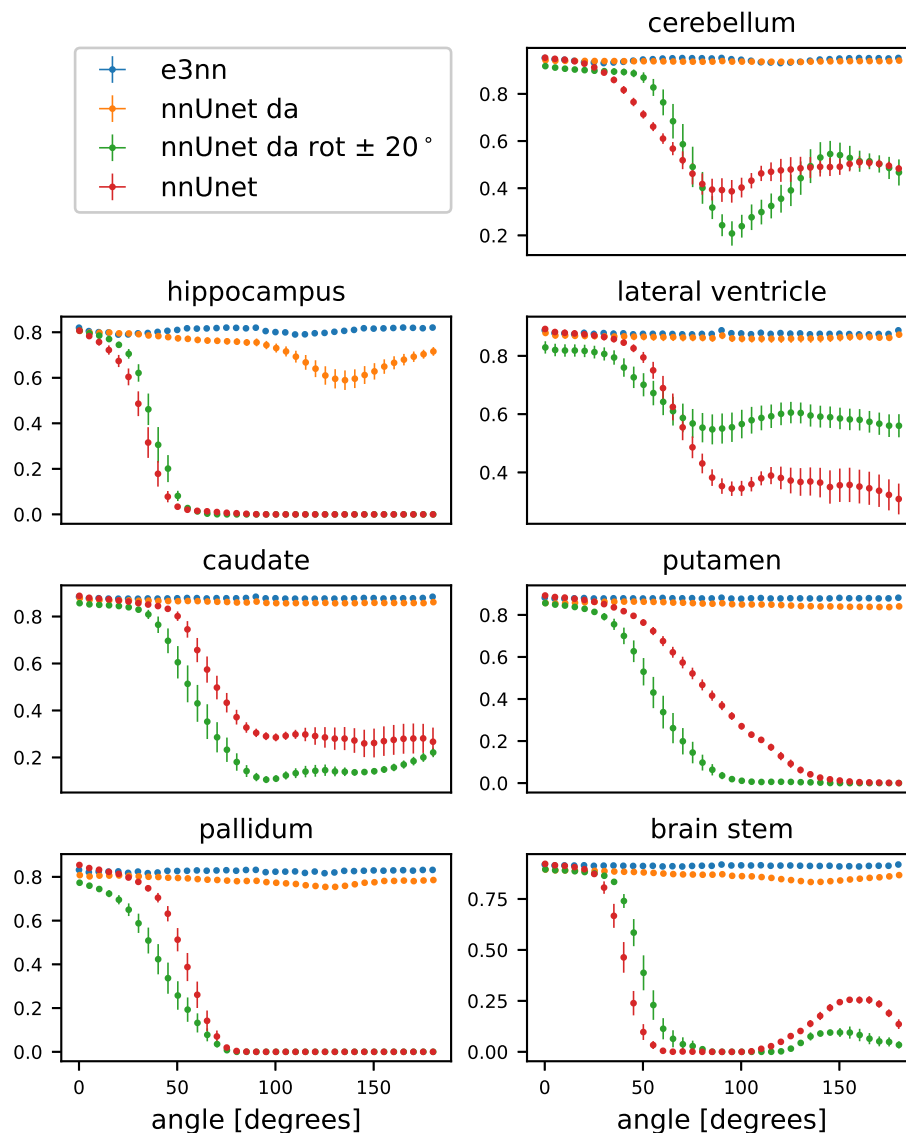 cerebellum
e3nn
nnUnet da
nnUnet da rot ± 20°
nnUnet
0.8
0.6
0.4
0.2
hippocampus
lateral ventricle
0.8
0.6
0.4
0.2
0.0
0.8
0.6
0.4
caudate
putamen
0.8
0.6
0.4
0.2
0.8
0.6
0.4
0.2
0.0
pallidum
brain stem
0.8
0.6
0.4
0.2
0.0
0.75
0.50
0.25
0.00
0 50 100 150
0 50 100 150
angle [degrees]
angle [degrees]